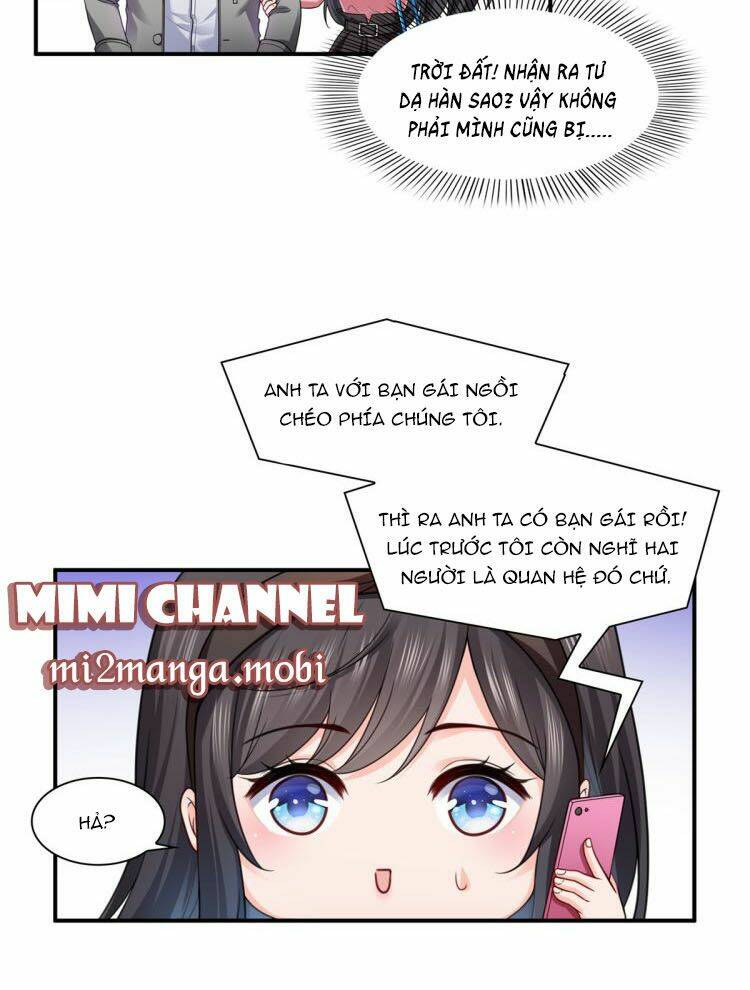 TRỜI ĐẤT! NHẬN RA TƯ
DẠ HÀN SAO? VẬY KHÔNG
PHẢI MÌNH CŨNG BỊ.....
ANH TA VỚI BẠN GÁI NGỒI
CHÉO PHÍA CHÚNG TÔI.
THÌ RA ANH TA CÓ BẠN GÁI RỒI!
LÚC TRƯỚC TÔI CÒN NGHĨ HAI
NGƯỜI LÀ QUAN HỆ ĐÓ CHỨ.
MIMI CHANNEL
mi2manga.mobi
HẢ?